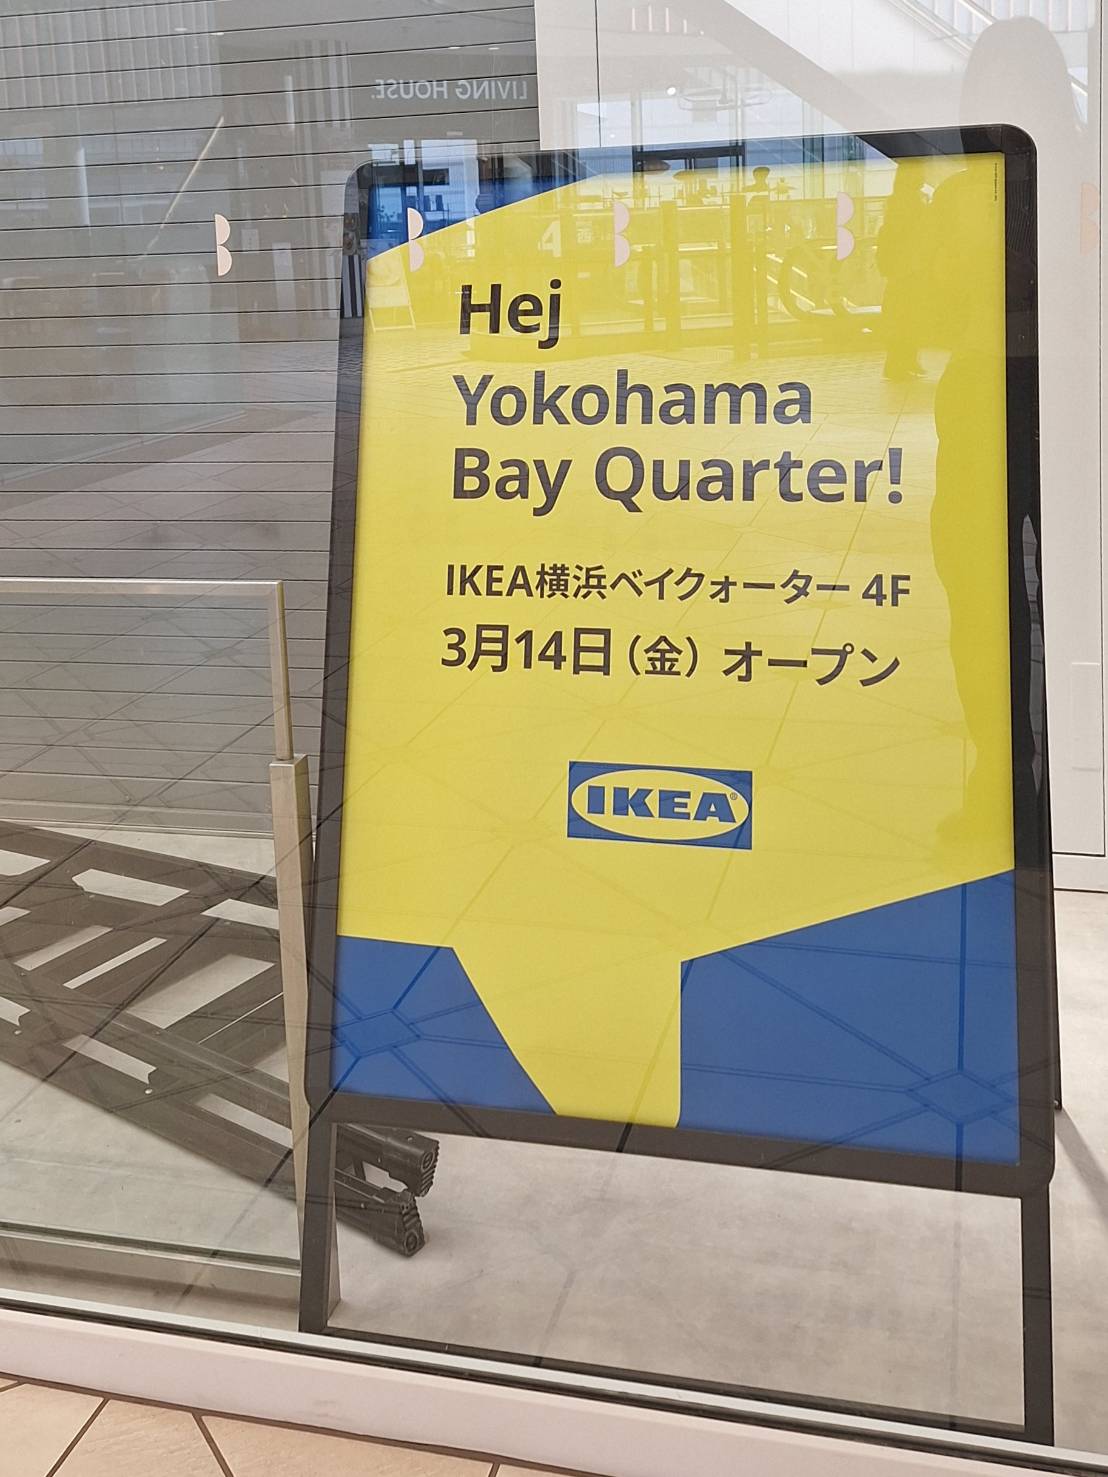 LIVING HOUSE.
Hej
Yokohama
Bay Quarter!
IKEA横浜ベイクォーター 4F
3月14日（金）オープン
IKEA®